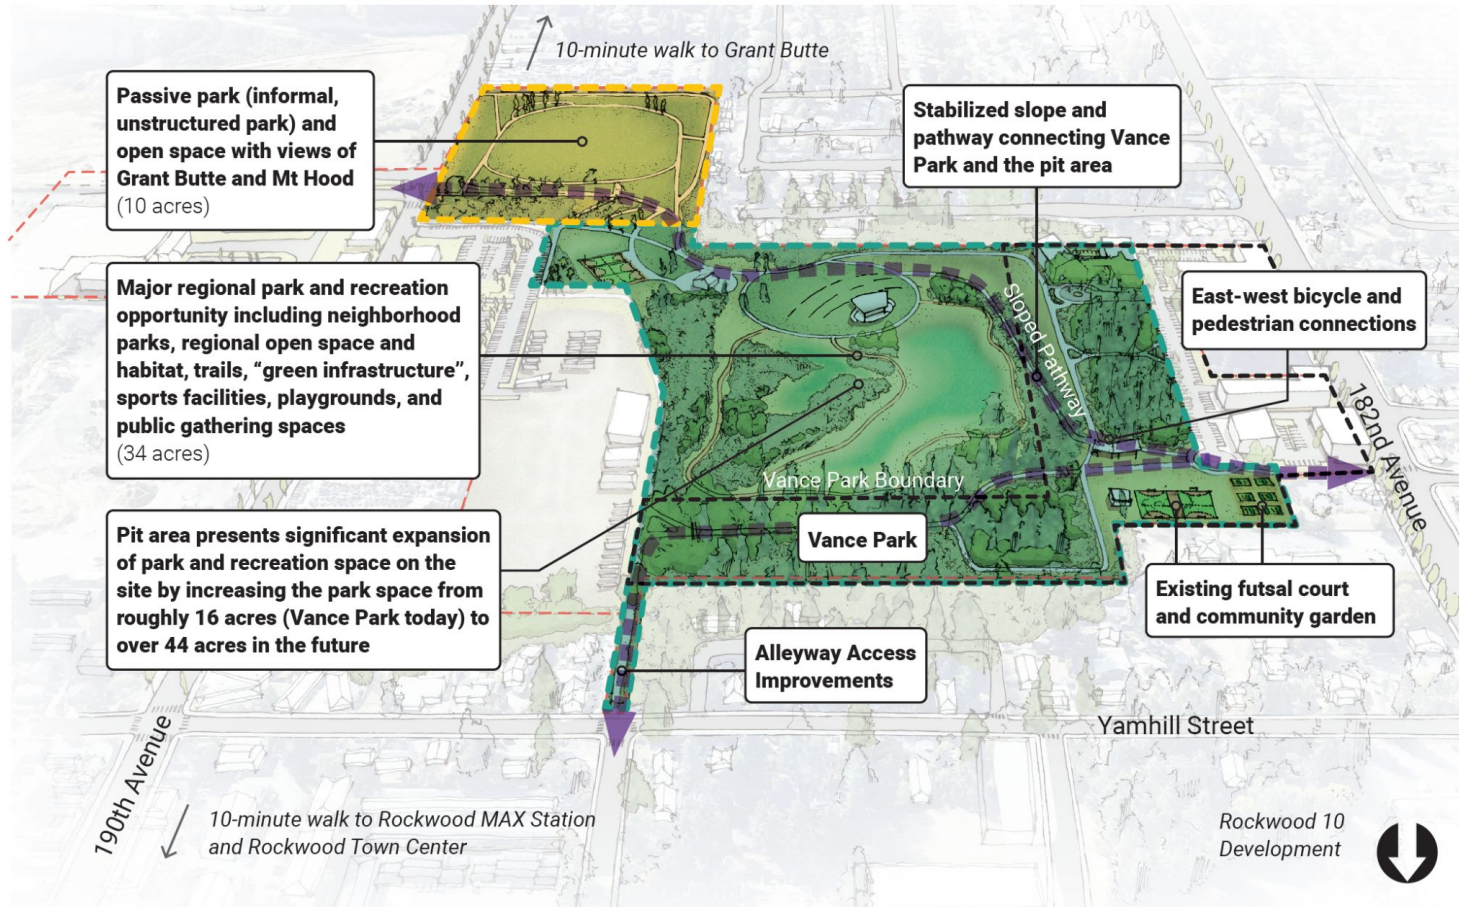 10-minute walk to Grant Butte
Passive park (informal,
unstructured park) and
open space with views of
Grant Butte and Mt Hood
(10 acres)
Stabilized slope and
pathway connecting Vance
Park and the pit area
Major regional park and recreation
opportunity including neighborhood
parks, regional open space and
habitat, trails, “green infrastructure”,
sports facilities, playgrounds, and
public gathering spaces
(34 acres)
East-west bicycle and
pedestrian connections
Sloped Pathway
182nd Avenue
Vance Park Boundary
Pit area presents significant expansion
of park and recreation space on the
site by increasing the park space from
roughly 16 acres (Vance Park today) to
over 44 acres in the future
Vance Park
Existing futsal court
and community garden
Alleyway Access
Improvements
Yamhill Street
190th Avenue
10-minute walk to Rockwood MAX Station
and Rockwood Town Center
Rockwood 10
Development